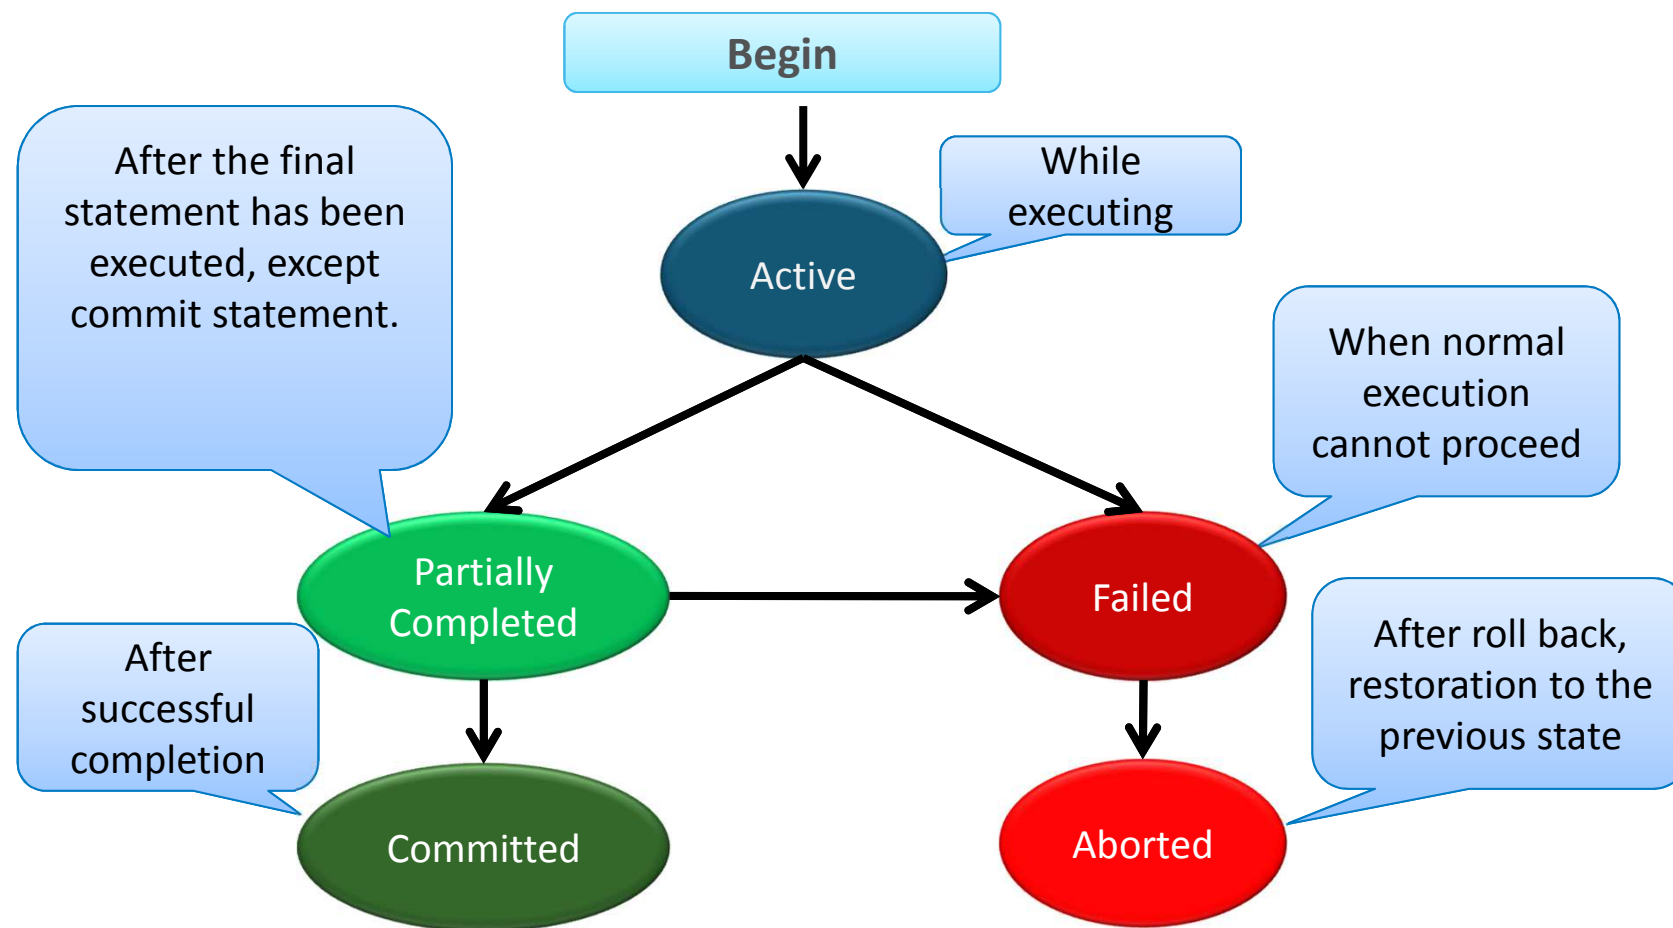 Begin
After the final
statement has been
executed, except
commit statement.
While
executing
Active
When normal
execution
cannot proceed
Partially
Completed
Failed
After
successful
completion
After roll back,
restoration to the
previous state
Committed
Aborted